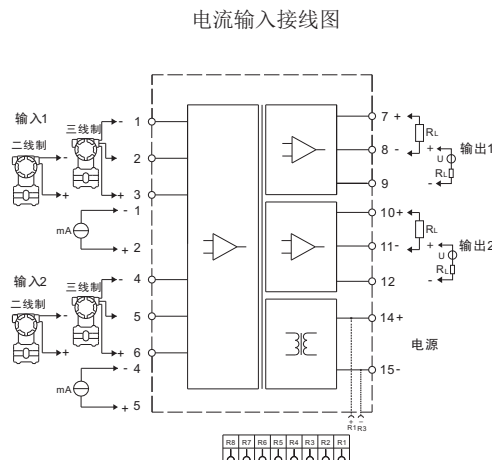 电流输入接线图
输入1
三线制
二线制
- 1
2
+ 3
-
+
- 1
mA
+ 2
输入2
三线制
二线制
- 4
5
+ 6
-
+
- 4
mA
+ 5
7 +
8 -
9
RL
+
U
RL
-
输出1
10+
11-
12
RL
+
U
RL
-
输出2
14+
电源
15-
+ −
R1 R3
R8 R7 R6 R5 R4 R3 R2 R1